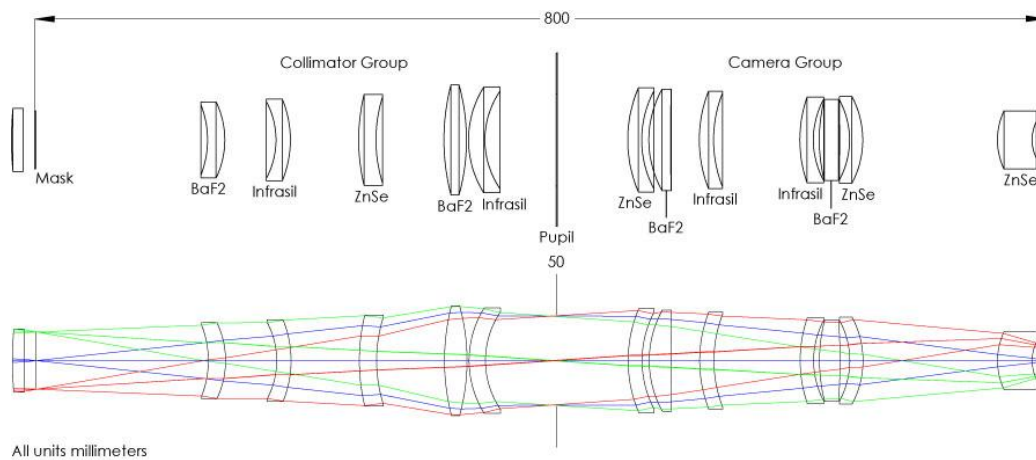 800
Collimator Group
Camera Group
Mask
BaF2
Infrasil
ZnSe
BaF2
Infrasil
Pupil
ZnSe
BaF2
Infrasil
Infrasil
BaF2
ZnSe
ZnSe
50
All units millimeters